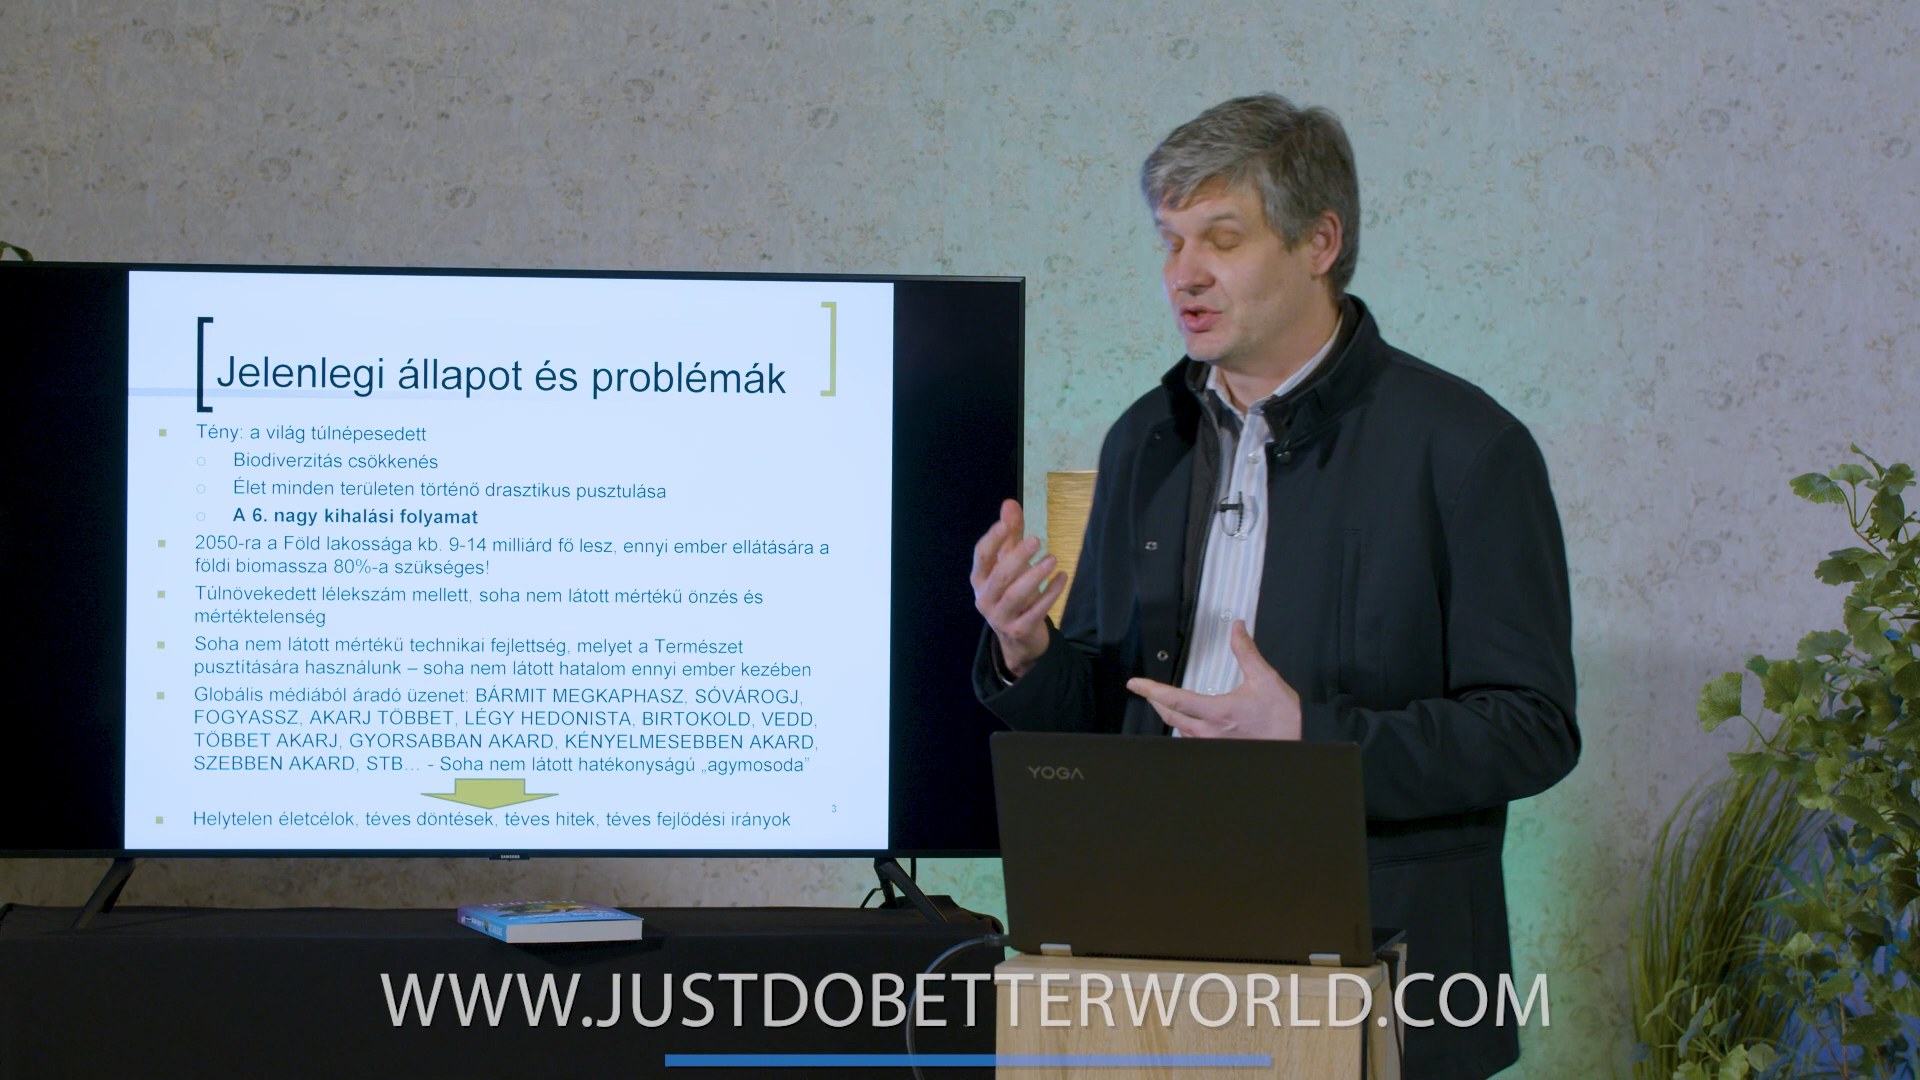 Jelenlegi állapot és problémák
Tény: a világ túlnépesedett
Biodiverzitás csökkenés
Élet minden területen történő drasztikus pusztulása
A 6. nagy kihalási folyamat
2050-ra a Föld lakossága kb. 9-14 milliárd fő lesz, ennyi ember ellátására a
földi biomassza 80%-a szükséges!
Túlnövekedett lélekszám mellett, soha nem látott mértékű önzés és
mértéktelenség
Soha nem látott mértékű technikai fejlettség, melyet a Természet
pusztítására használunk – soha nem látott hatalom ennyi ember kezében
Globális médiából áradó üzenet: BÁRMIT MEGKAPHASZ, SÓVÁROGJ,
FOGYASSZ, AKARJ TÖBBET, LÉGY HEDONISTA, BIRTOKOLD, VEDD,
TÖBBET AKARJ, GYORSABBAN AKARD, KÉNYELMESEBBEN AKARD,
SZEBBEN AKARD, STB... - Soha nem látott hatékonyságú „agymosoda”
3
Helytelen életcélok, téves döntések, téves hitek, téves fejlődési irányok
SAMSUNG
YOGA
WWW.JUSTDOBETTERWORLD.COM